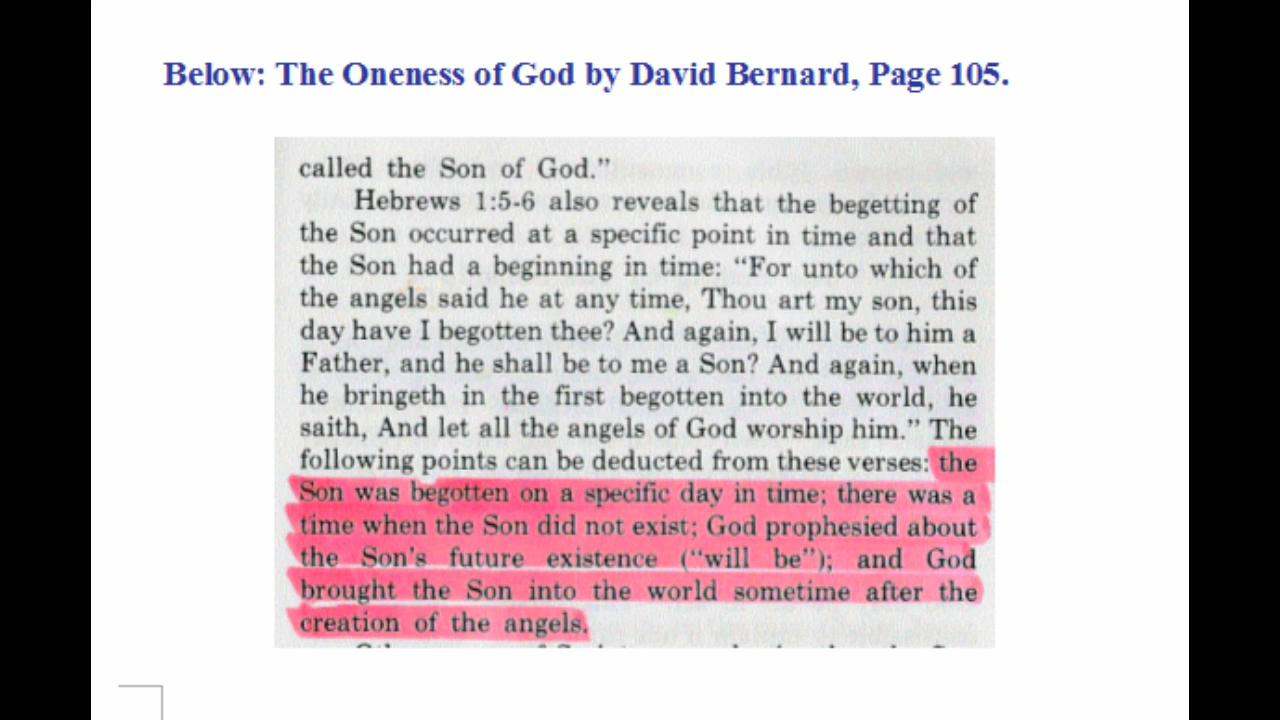 Below: The Oneness of God by David Bernard, Page 105.
called the Son of God.”
Hebrews 1:5-6 also reveals that the begetting of
the Son occurred at a specific point in time and that
the Son had a beginning in time: “For unto which of
the angels said he at any time, Thou art my son, this
day have I begotten thee? And again, I will be to him a
Father, and he shall be to me a Son? And again, when
he bringeth in the first begotten into the world, he
saith, And let all the angels of God worship him.” The
following points can be deducted from these verses: the
Son was begotten on a specific day in time; there was a
time when the Son did not exist; God prophesied about
the Son’s future existence (“will be”); and God
brought the Son into the world sometime after the
creation of the angels.